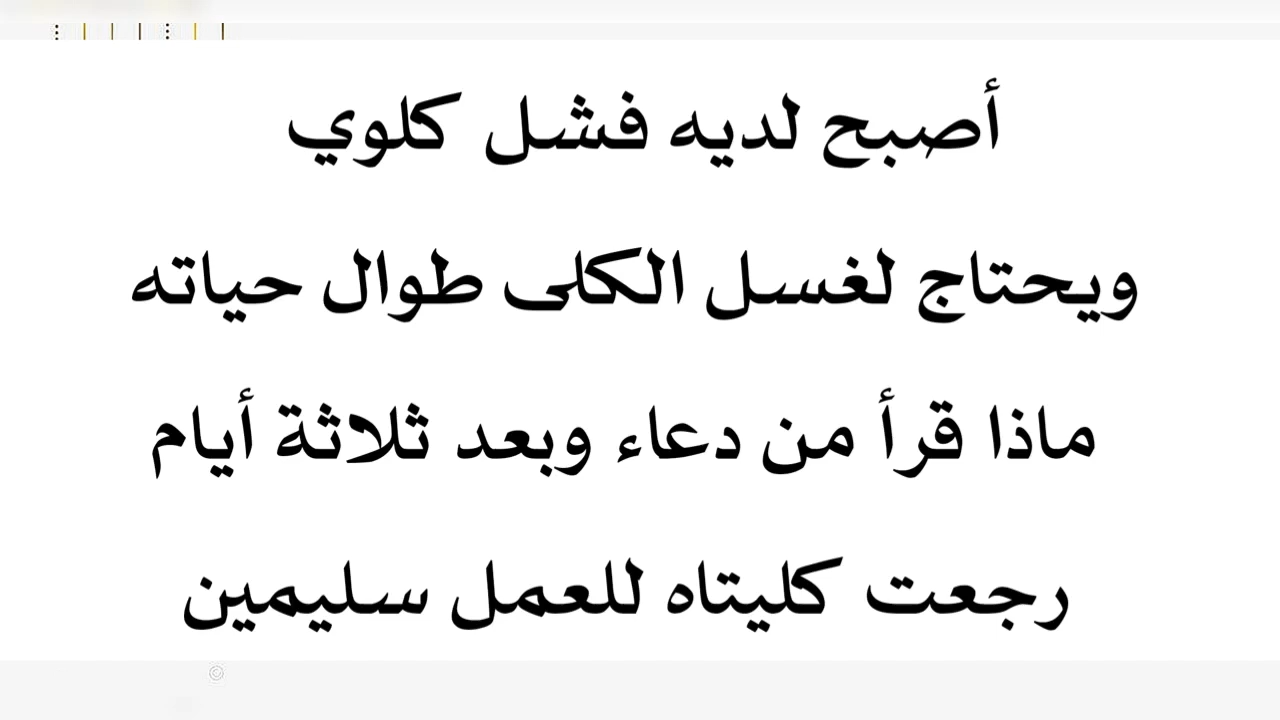 أصبح لديه فشل كلوي
ويحتاج لغسل الكلى طوال حياته
ماذا قرأ من دعاء وبعد ثلاثة أيام
رجعت كليتاه للعمل سليمين